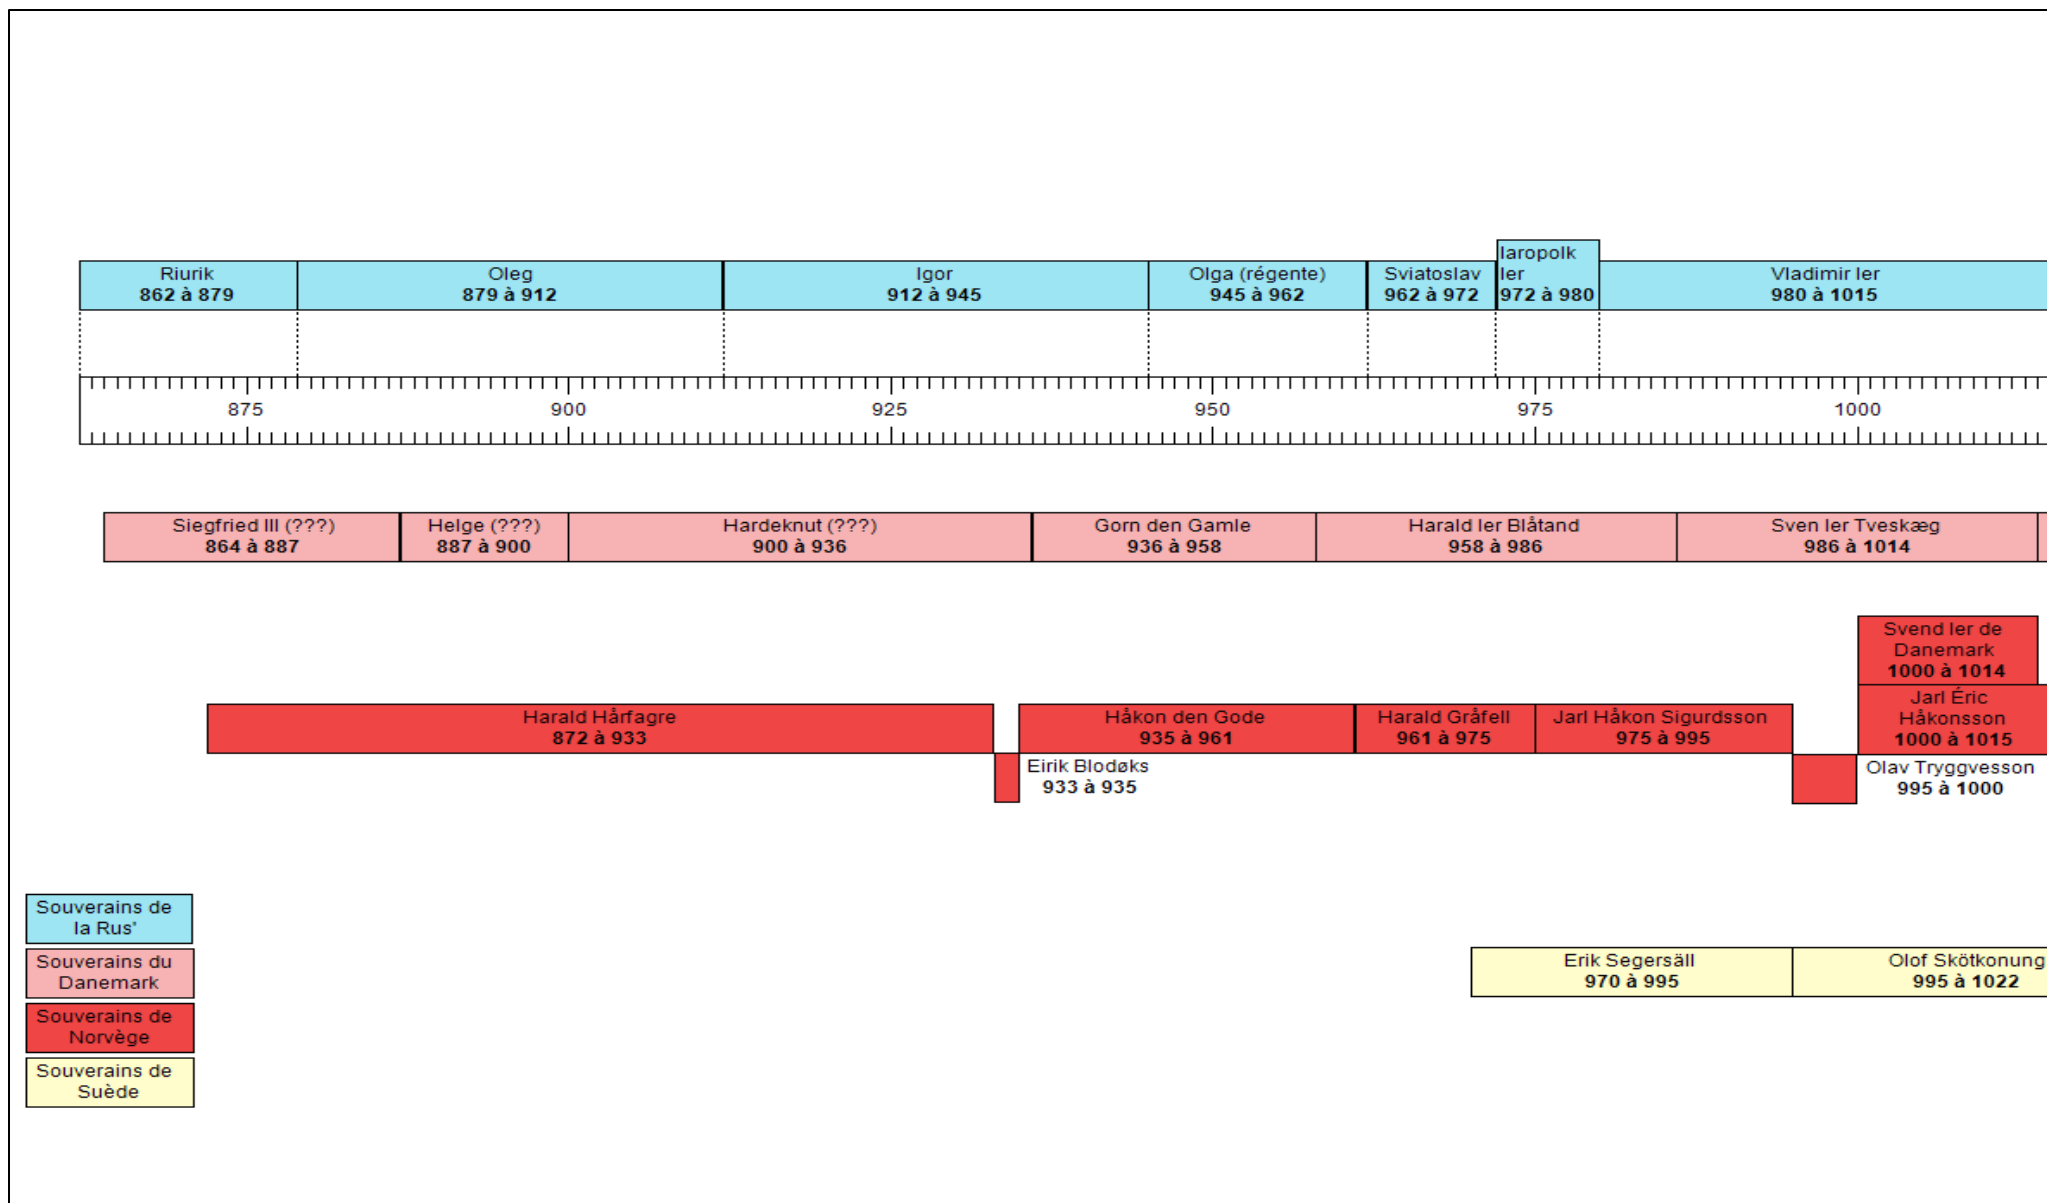 Riurik
862 à 879
Oleg
879 à 912
Igor
912 à 945
Olga (régente)
945 à 962
Sviatoslav
962 à 972
Iaropolk
Ier
972 à 980
Vladimir Ier
980 à 1015
875
900
925
950
975
1000
Siegfried III (???)
864 à 887
Helge (???)
887 à 900
Hardeknut (???)
900 à 936
Gorn den Gamle
936 à 958
Harald Ier Blåtand
958 à 986
Sven Ier Tveskæg
986 à 1014
Svend Ier de
Danemark
1000 à 1014
Harald Hårfagre
872 à 933
Håkon den Gode
935 à 961
Harald Gråfell
961 à 975
Jarl Håkon Sigurdsson
975 à 995
Jarl Éric
Håkonsson
1000 à 1015
Eirik Blodøks
933 à 935
Olav Tryggvesson
995 à 1000
Souverains de
la Rus'
Souverains du
Danemark
Souverains de
Norvège
Souverains de
Suède
Erik Segersäll
970 à 995
Olof Skötkonung
995 à 1022